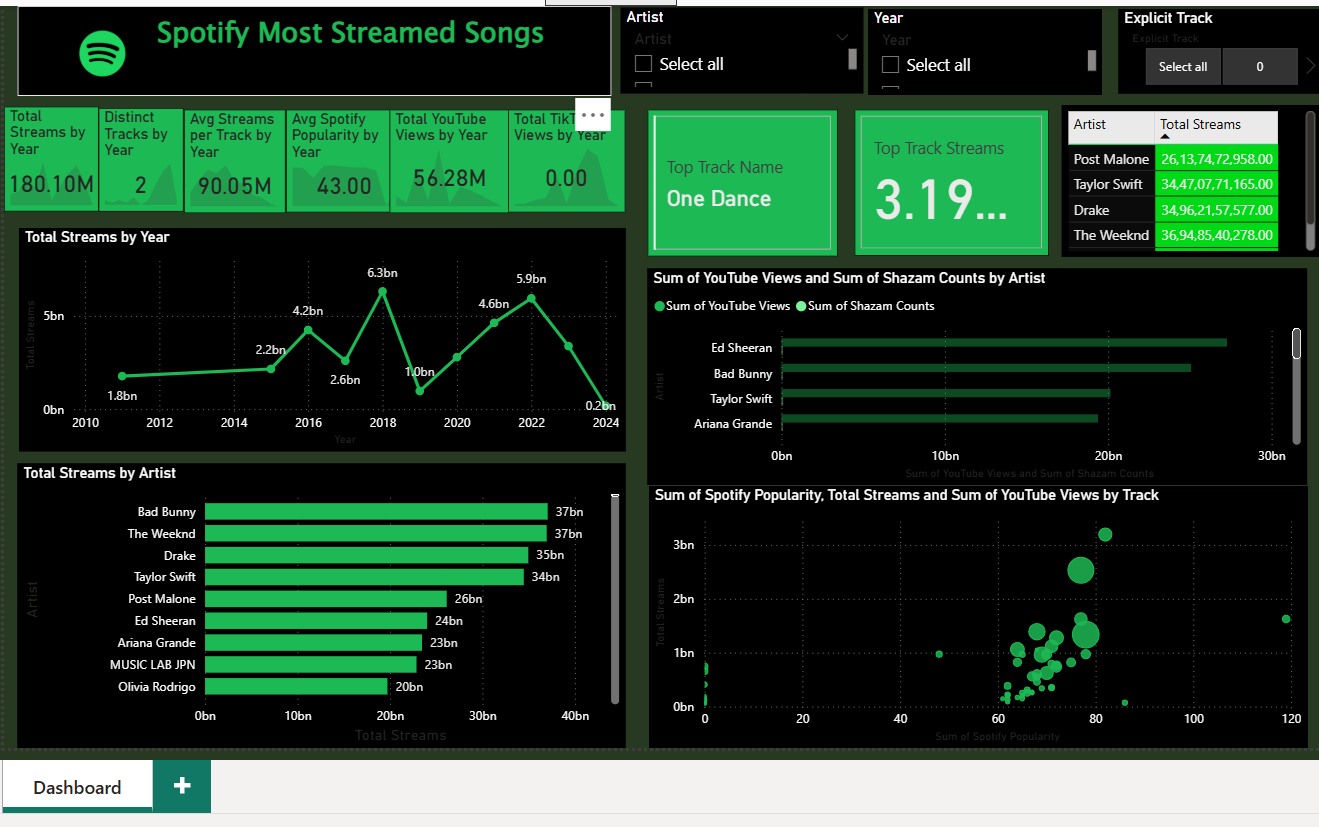 Spotify Most Streamed Songs
Artist
Artist
Select all
Year
Year
Select all
Explicit Track
Explicit Track
Select all
0
Total
Streams by
Year
180.10M
Distinct
Tracks by
Year
2
Avg Streams
per Track by
Year
90.05M
Avg Spotify
Popularity by
Year
43.00
Total YouTube
Views by Year
56.28M
Total TikT
Views by Year
0.00
Top Track Name
One Dance
Top Track Streams
3.19...
Artist Total Streams
Post Malone 26,13,74,72,958.00
Taylor Swift 34,47,07,71,165.00
Drake 34,96,21,57,577.00
The Weeknd 36,94,85,40,278.00
Total Streams by Year
Total Streams
5bn
0bn
1.8bn
2.2bn
4.2bn
2.6bn
6.3bn
1.0bn
4.6bn
5.9bn
0.2bn
2010 2012 2014 2016 2018 2020 2022 2024
Year
Sum of YouTube Views and Sum of Shazam Counts by Artist
Sum of YouTube Views Sum of Shazam Counts
Artist
Ed Sheeran
Bad Bunny
Taylor Swift
Ariana Grande
0bn 10bn 20bn 30bn
Sum of YouTube Views and Sum of Shazam Counts
Total Streams by Artist
Artist
Bad Bunny 37bn
The Weeknd 37bn
Drake 35bn
Taylor Swift 34bn
Post Malone 26bn
Ed Sheeran 24bn
Ariana Grande 23bn
MUSIC LAB JPN 23bn
Olivia Rodrigo 20bn
0bn 10bn 20bn 30bn 40bn
Total Streams
Sum of Spotify Popularity, Total Streams and Sum of YouTube Views by Track
Total Streams
3bn
2bn
1bn
0bn
0 20 40 60 80 100 120
Sum of Spotify Popularity
Dashboard